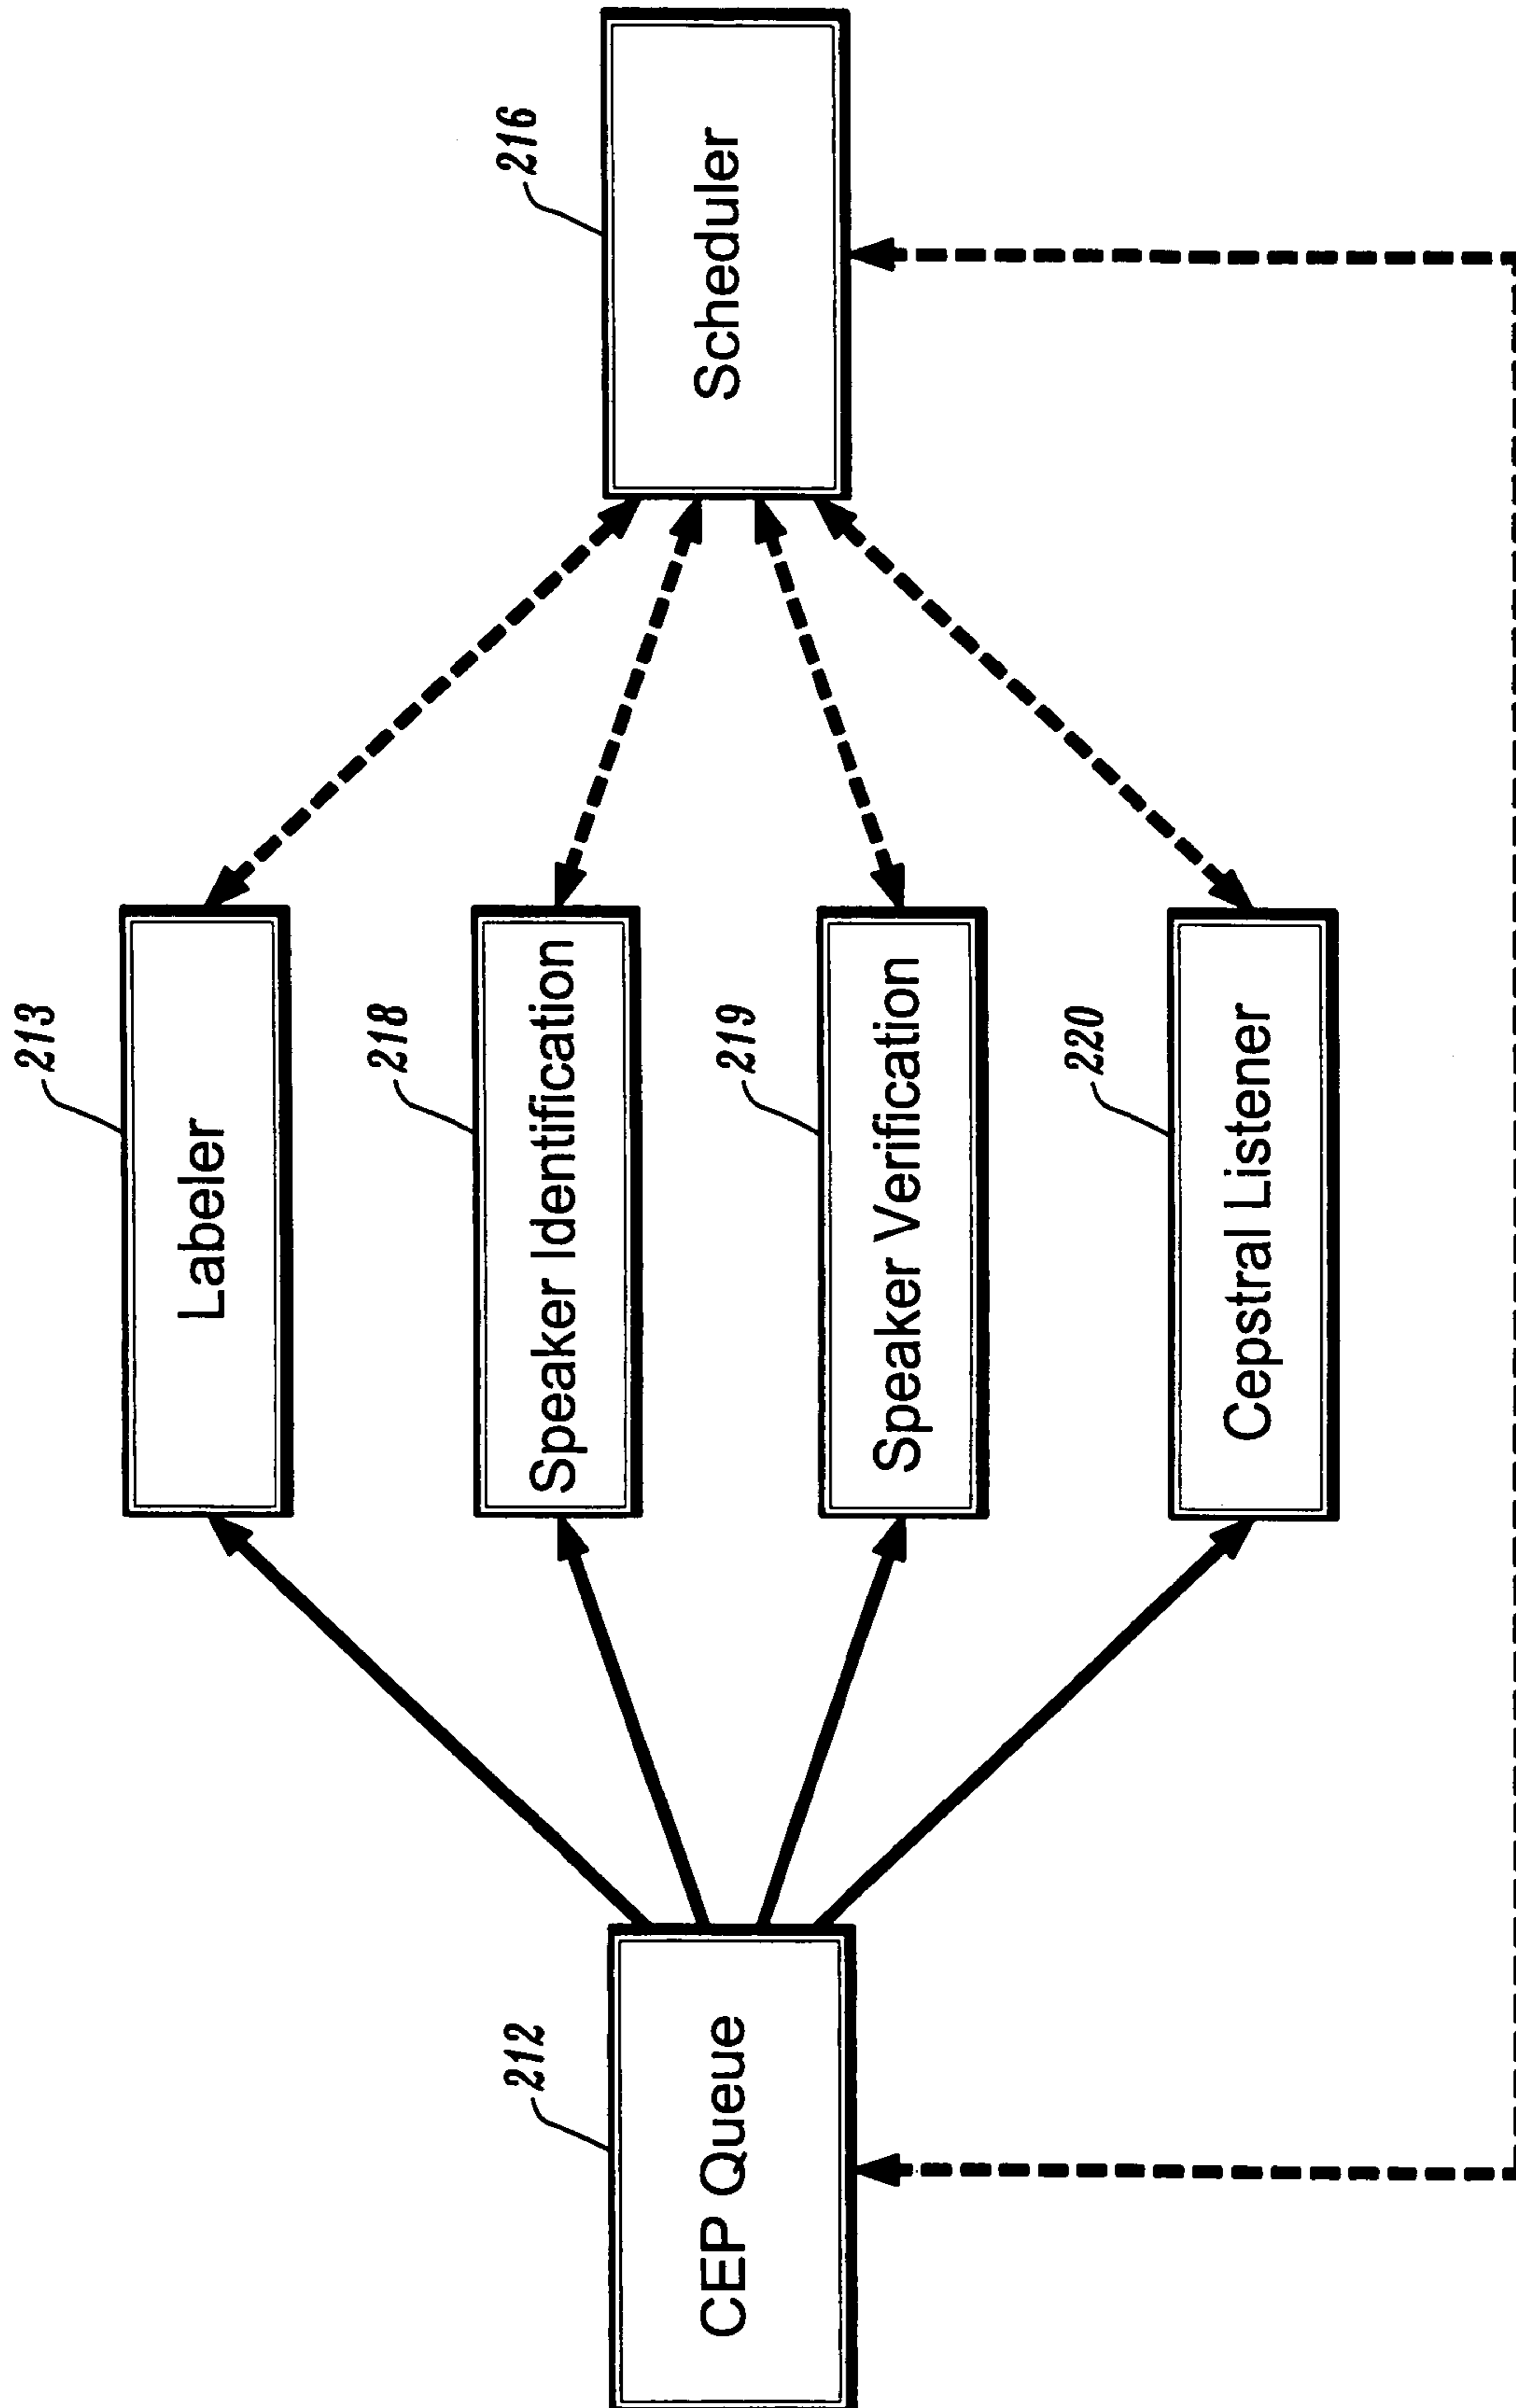 212
CEP Queue
213
Labeler
218
Speaker Identification
219
Speaker Verification
220
Cepstral Listener
216
Scheduler